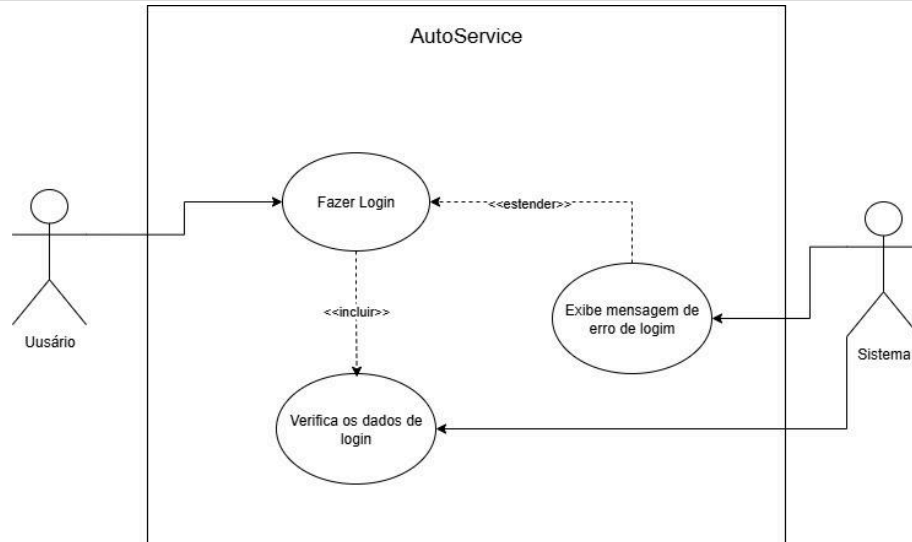 AutoService
Fazer Login
<<estender>>
<<incluir>>
Exibe mensagem de
erro de logim
Uusário
Sistema
Verifica os dados de
login